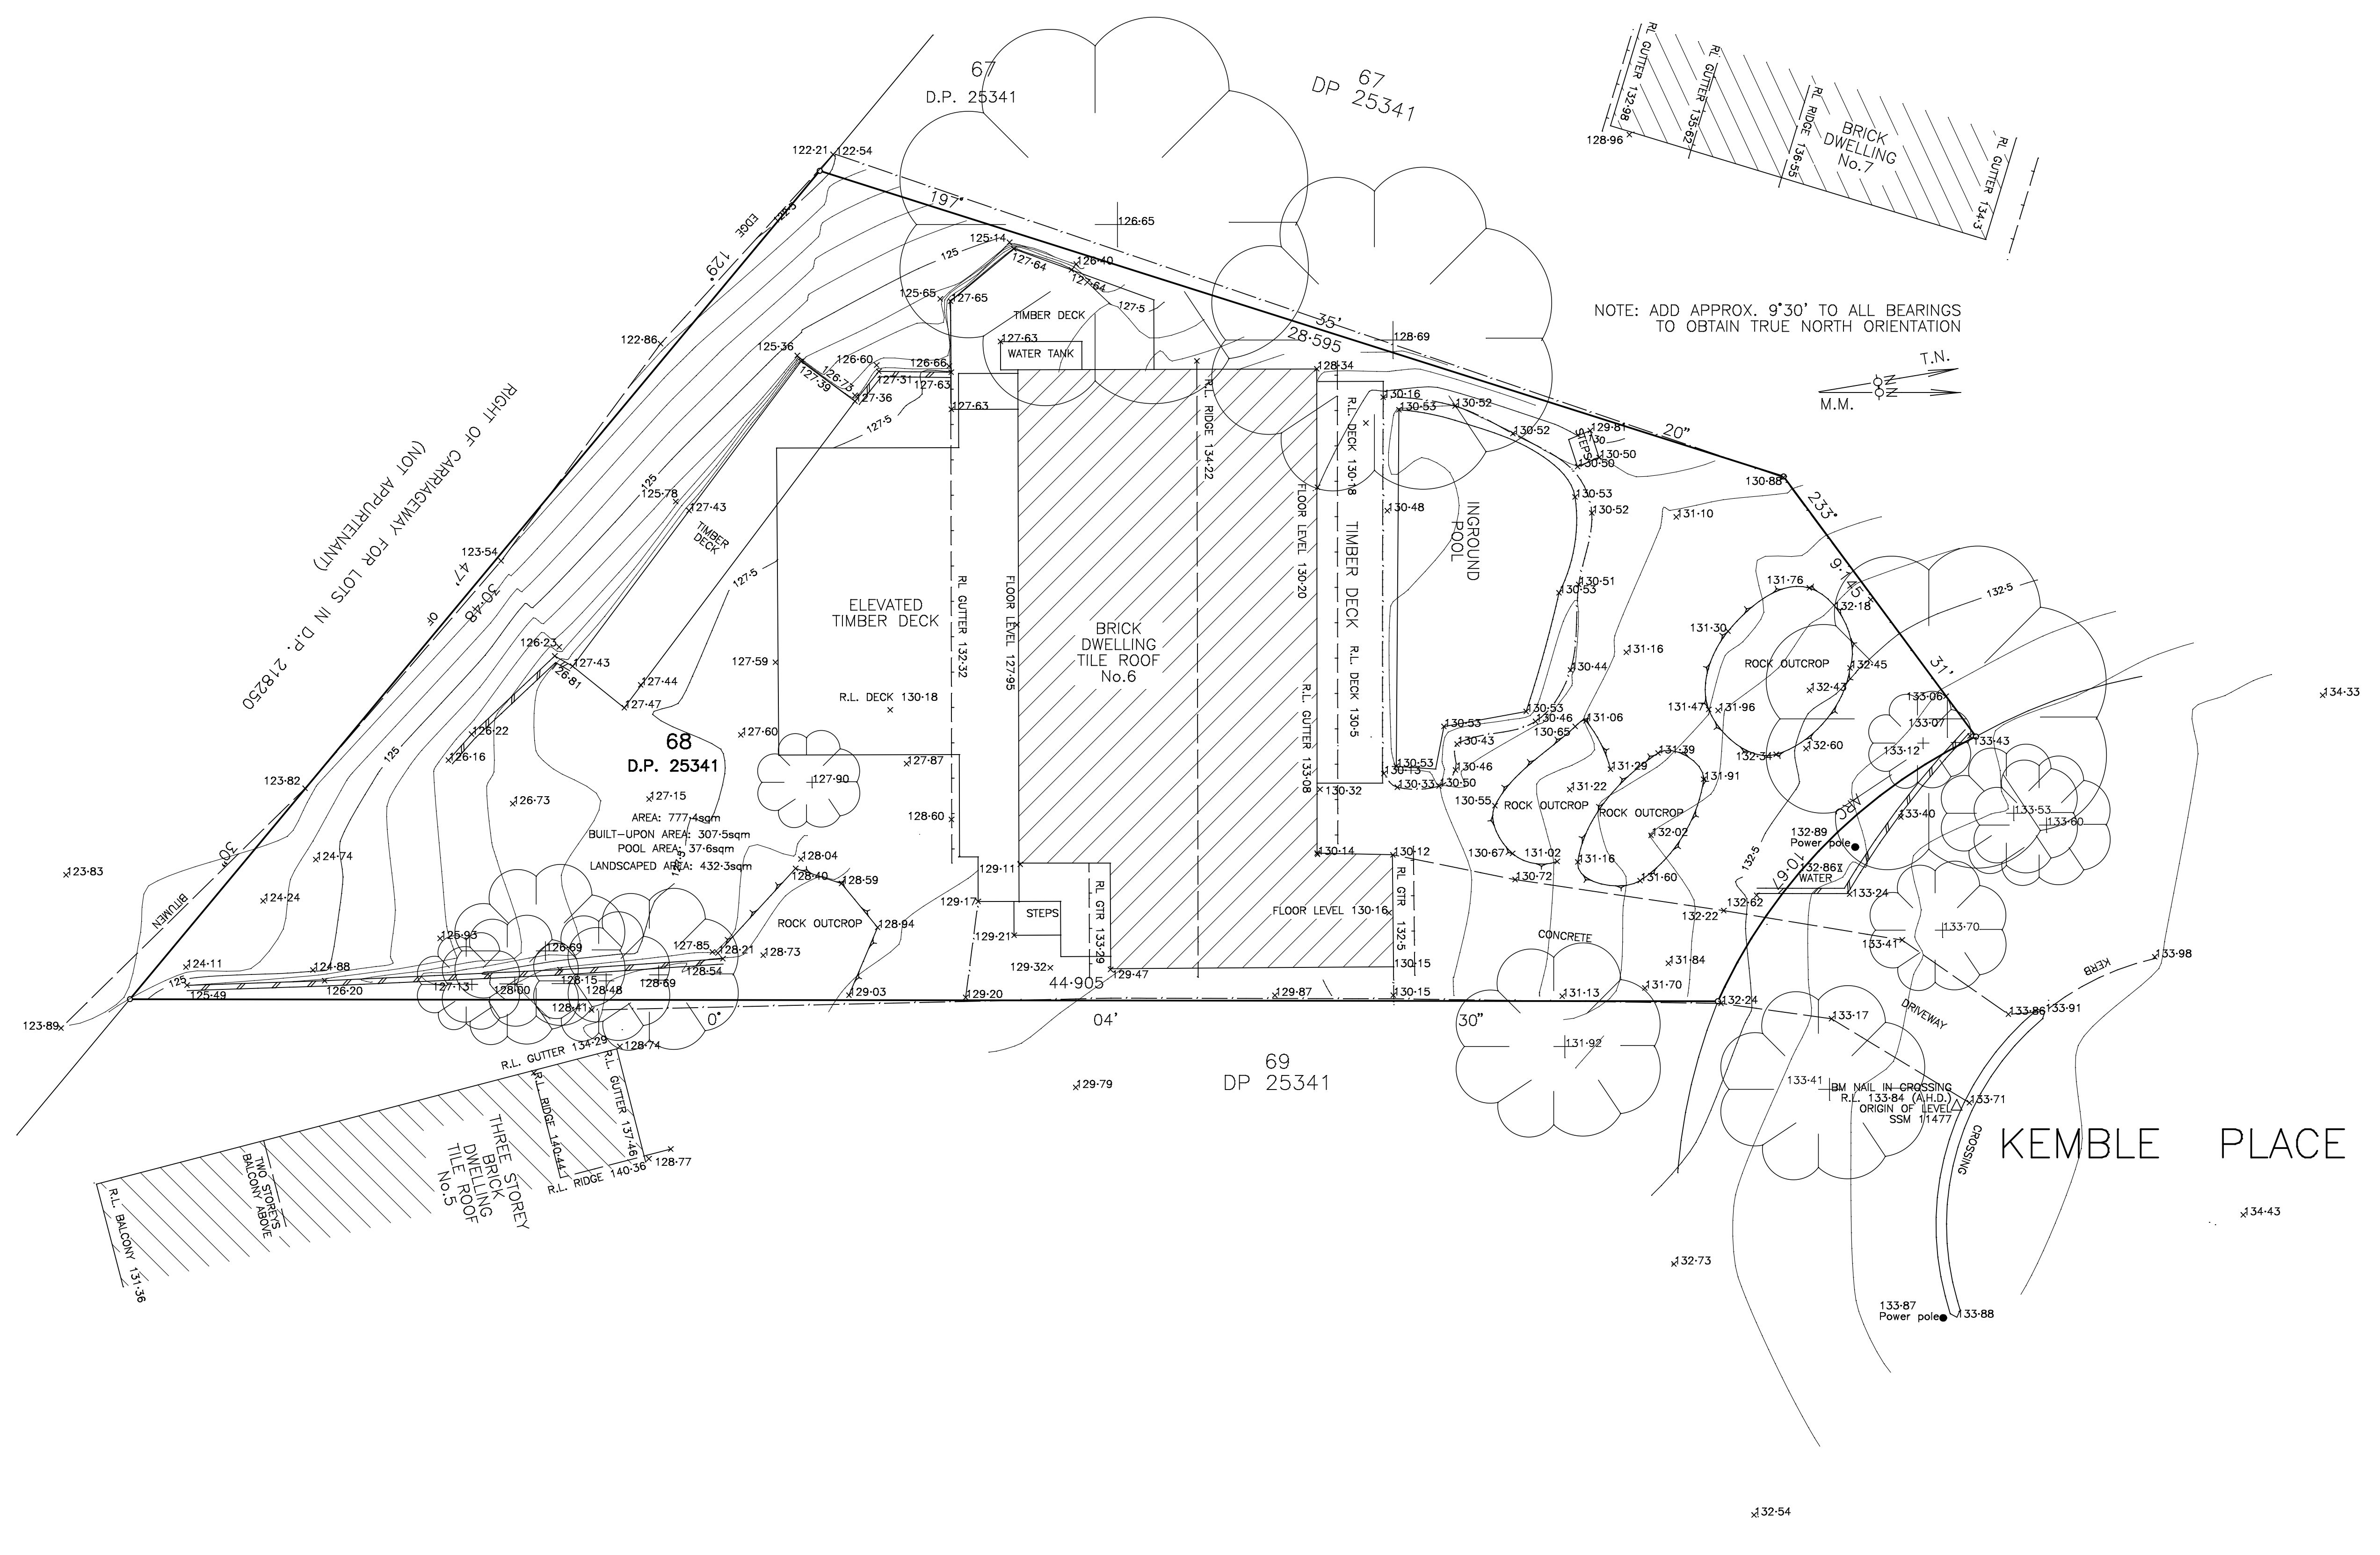 67
D.P. 25341
67
DP 25341
RL GUTTER 132·98
RL GUTTER 135·62
RL RIDGE 136·55
BRICK
DWELLING
No.7
RL GUTTER 134·3
128·96
122·21
122·54
122·5
EDGE
129°
197°
126·65
125·14
125
127·64
126·40
127·64
127·5
125·65
127·65
TIMBER DECK
127·63
WATER TANK
35'
28·595
128·69
NOTE: ADD APPROX. 9°30' TO ALL BEARINGS
TO OBTAIN TRUE NORTH ORIENTATION
T.N.
N
N
M.M.
122·86
125·36
126·60
126·66
126·73
127·39
127·31
127·63
127·36
127·63
127·5
128·34
R.L. RIDGE 134·22
R.L. DECK 130·18
130·16
130·53
130·52
130·52
129·81
130
STEPS
130·50
130·50
20"
130·88
233°
RIGHT OF CARRIAGEWAY FOR LOTS IN D.P. 218250
(NOT APPURTENANT)
125
125·78
127·43
TIMBER
DECK
127·5
123·54
47'
30·48
OF
FLOOR LEVEL 130·20
TIMBER DECK
130·48
INGROUND
POOL
130·53
130·52
131·10
130·51
130·53
131·76
9·145
132·18
132·5
131·30
ELEVATED
TIMBER DECK
RL GUTTER 132·32
FLOOR LEVEL 127·95
BRICK
DWELLING
TILE ROOF
No.6
126·23
127·43
126·81
127·59
127·44
127·47
R.L. DECK 130·18
R.L. DECK 130·5
R.L. GUTTER 133·08
130·44
131·16
ROCK OUTCROP
132·45
132·43
31'
133·06
134·33
131·47
131·96
133·07
130·53
130·46
131·06
130·53
130·65
126·22
126·16
127·60
68
D.P. 25341
125
123·82
127·87
127·90
130·43
130·46
130·53
130·13
130·33
130·50
131·39
131·29
132·34
132·60
133·12
133·43
131·91
131·22
126·73
127·15
AREA: 777·4sqm
BUILT-UPON AREA: 307·5sqm
POOL AREA: 37·6sqm
LANDSCAPED AREA: 432·3sqm
127·5
128·60
130·32
130·55
ROCK OUTCROP
ROCK OUTCROP
ARC
133·40
133·53
133·60
132·02
132·89
Power pole
30"
124·74
123·83
128·04
128·40
128·59
129·11
130·14
130·12
130·67
131·02
131·16
131·60
130·72
132·5
10·67
132·86
WATER
133·24
132·62
132·22
124·24
BITUMEN
129·17
STEPS
RL GTR 133·29
FLOOR LEVEL 130·16
RL GTR 132·5
ROCK OUTCROP
128·94
129·21
CONCRETE
133·41
133·70
125·93
126·69
127·85
128·21
128·73
124·11
124·88
128·54
129·32
129·47
130·15
131·84
133·98
KERB
125
125·49
126·20
127·13
128·00
128·15
128·48
128·69
129·03
129·20
44·905
129·87
130·15
131·13
131·70
132·24
128·41
123·89
0°
04'
30"
133·17
DRIVEWAY
133·86
133·91
128·74
R.L. GUTTER 134·29
R.L. GUTTER 137·46
R.L. RIDGE 140·44
R.L. RIDGE 140·36
128·77
131·92
69
DP 25341
129·79
133·41
BM NAIL IN CROSSING
R.L. 133·84 (A.H.D.)
ORIGIN OF LEVEL
SSM 11477
133·71
CROSSING
KEMBLE PLACE
THREE STOREY
BRICK
DWELLING
TILE ROOF
No.5
TWO STOREYS
BALCONY ABOVE
R.L. BALCONY 131·36
134·43
132·73
133·87
Power pole
133·88
132·54